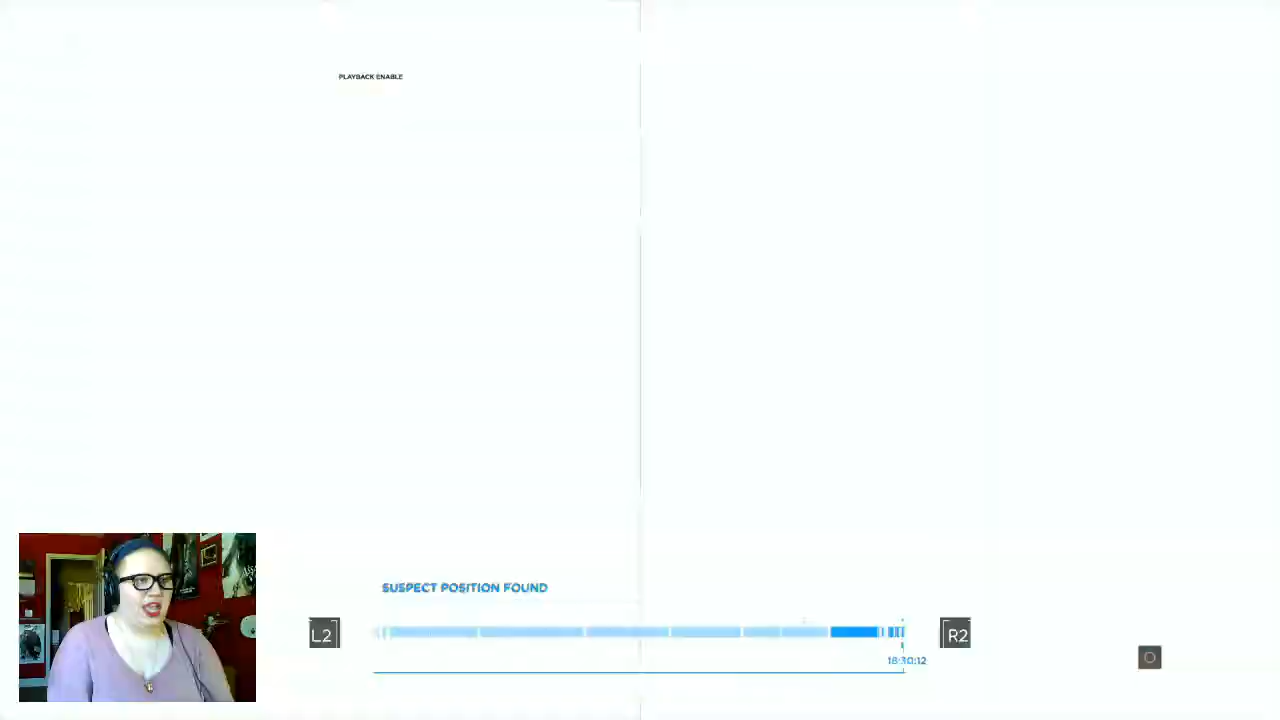 PLAYBACK ENABLE
SUSPECT POSITION FOUND
L2
R2
18:30:12